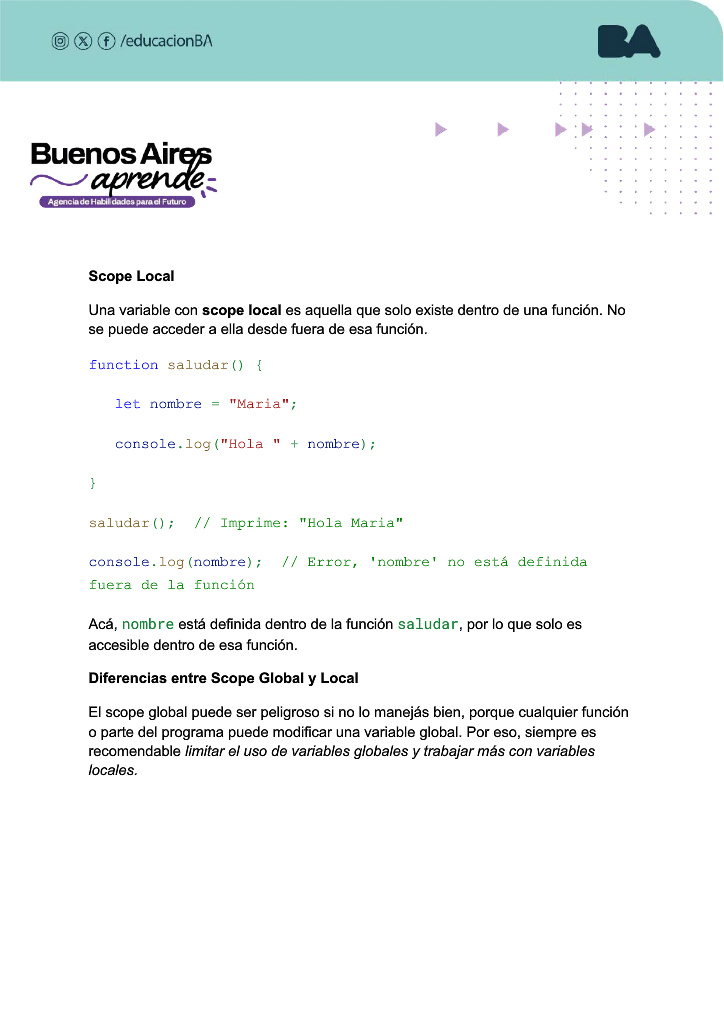 /educacionBA
BA
Buenos Aires
aprende
Agencia de Habilidades para el Futuro
Scope Local
Una variable con scope local es aquella que solo existe dentro de una función. No
se puede acceder a ella desde fuera de esa función.
function saludar() {
let nombre = "Maria";
console.log("Hola " + nombre);
}
saludar();  // Imprime: "Hola Maria"
console.log(nombre);  // Error, 'nombre' no está definida
fuera de la función
Acá, nombre está definida dentro de la función saludar, por lo que solo es
accesible dentro de esa función.
Diferencias entre Scope Global y Local
El scope global puede ser peligroso si no lo manejás bien, porque cualquier función
o parte del programa puede modificar una variable global. Por eso, siempre es
recomendable limitar el uso de variables globales y trabajar más con variables
locales.